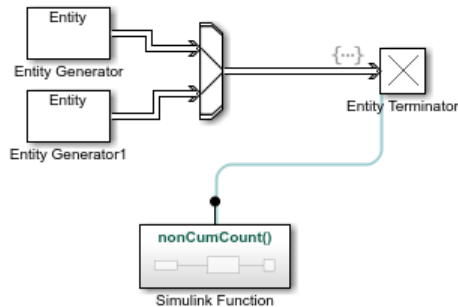 Entity
Entity Generator
Entity
Entity Generator1
{...}
Entity Terminator
nonCumCount()
Simulink Function